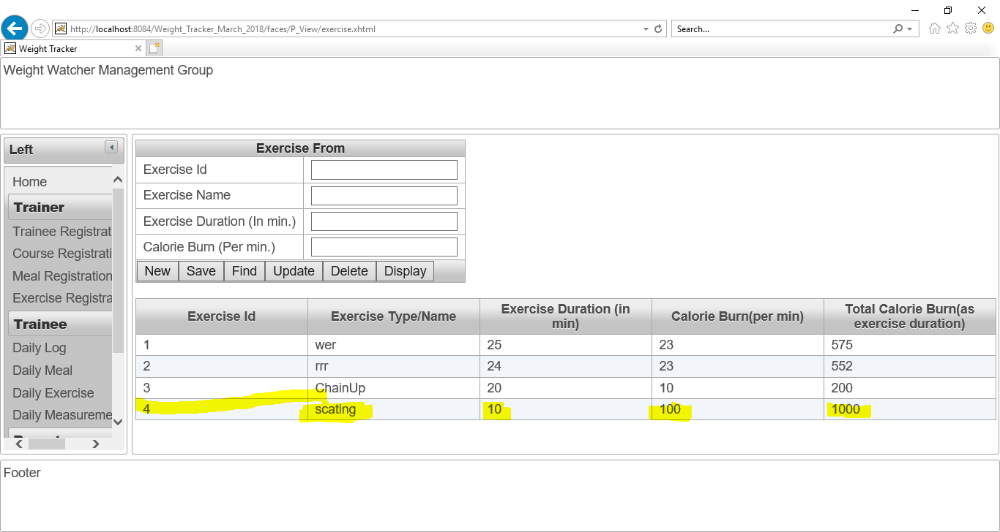 http://localhost:8084/Weight_Tracker_March_2018/faces/P_View/exercise.xhtml
Search...
Weight Tracker
Weight Watcher Management Group
Left
Home
Trainer
Trainee Registrat
Course Registrati
Meal Registration
Exercise Registra
Trainee
Daily Log
Daily Meal
Daily Exercise
Daily Measureme
Exercise From
Exercise Id
Exercise Name
Exercise Duration (In min.)
Calorie Burn (Per min.)
New Save Find Update Delete Display
Exercise Id Exercise Type/Name Exercise Duration (in min) Calorie Burn(per min) Total Calorie Burn(as exercise duration)
1 wer 25 23 575
2 rrr 24 23 552
3 ChainUp 20 10 200
4 scating 10 100 1000
Footer